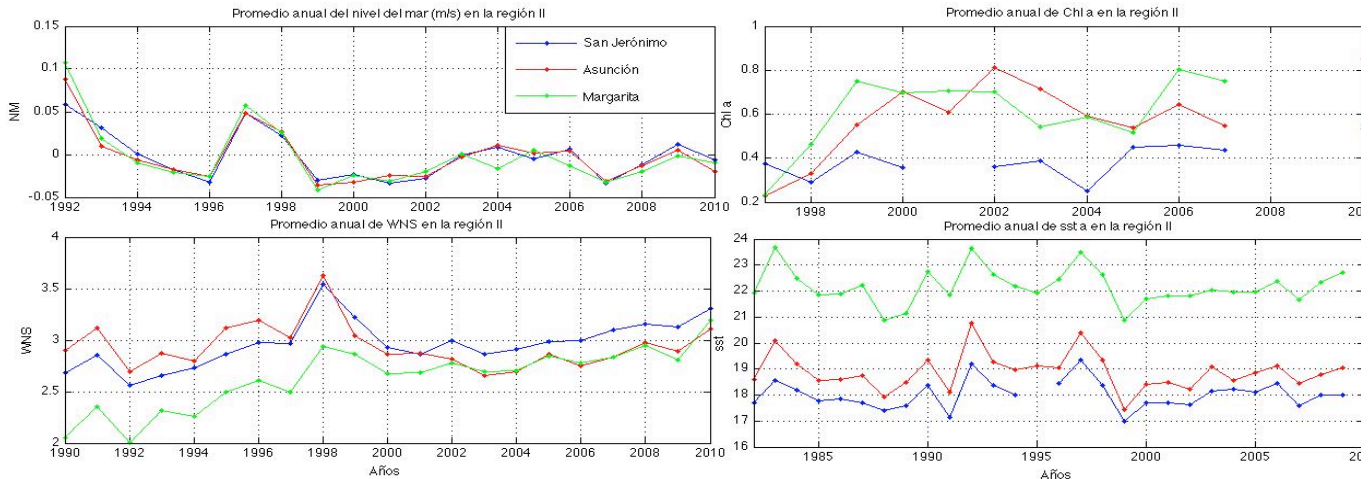 Promedio anual del nivel del mar (m/s) en la región II
0.15
0.1
0.05
0
-0.05
NM
1992 1994 1996 1998 2000 2002 2004 2006 2008 2010
San Jerónimo
Asunción
Margarita
Promedio anual de Chl a en la región II
1
0.8
0.6
0.4
0.2
Chl a
1998 2000 2002 2004 2006 2008
Promedio anual de WNS en la región II
4
3.5
3
2.5
2
WNS
1990 1992 1994 1996 1998 2000 2002 2004 2006 2008 2010
Años
Promedio anual de sst a en la región II
24
23
22
21
20
19
18
17
16
sst
1985 1990 1995 2000 2005
Años